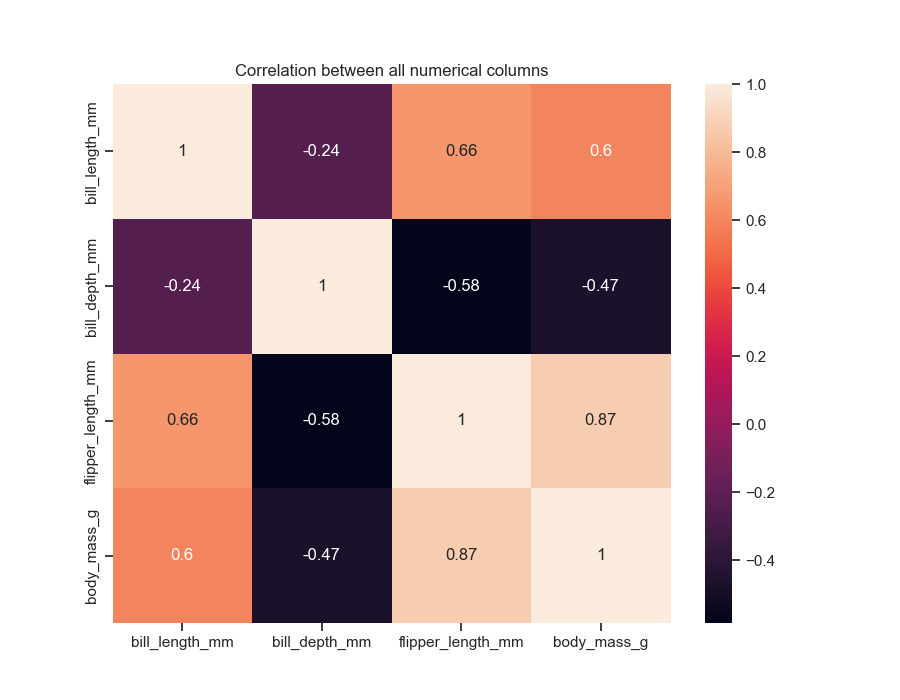 Correlation between all numerical columns
bill_length_mm
1
-0.24
0.66
0.6
bill_depth_mm
-0.24
1
-0.58
-0.47
flipper_length_mm
0.66
-0.58
1
0.87
body_mass_g
0.6
-0.47
0.87
1
bill_length_mm
bill_depth_mm
flipper_length_mm
body_mass_g
1.0
0.8
0.6
0.4
0.2
0.0
−0.2
−0.4